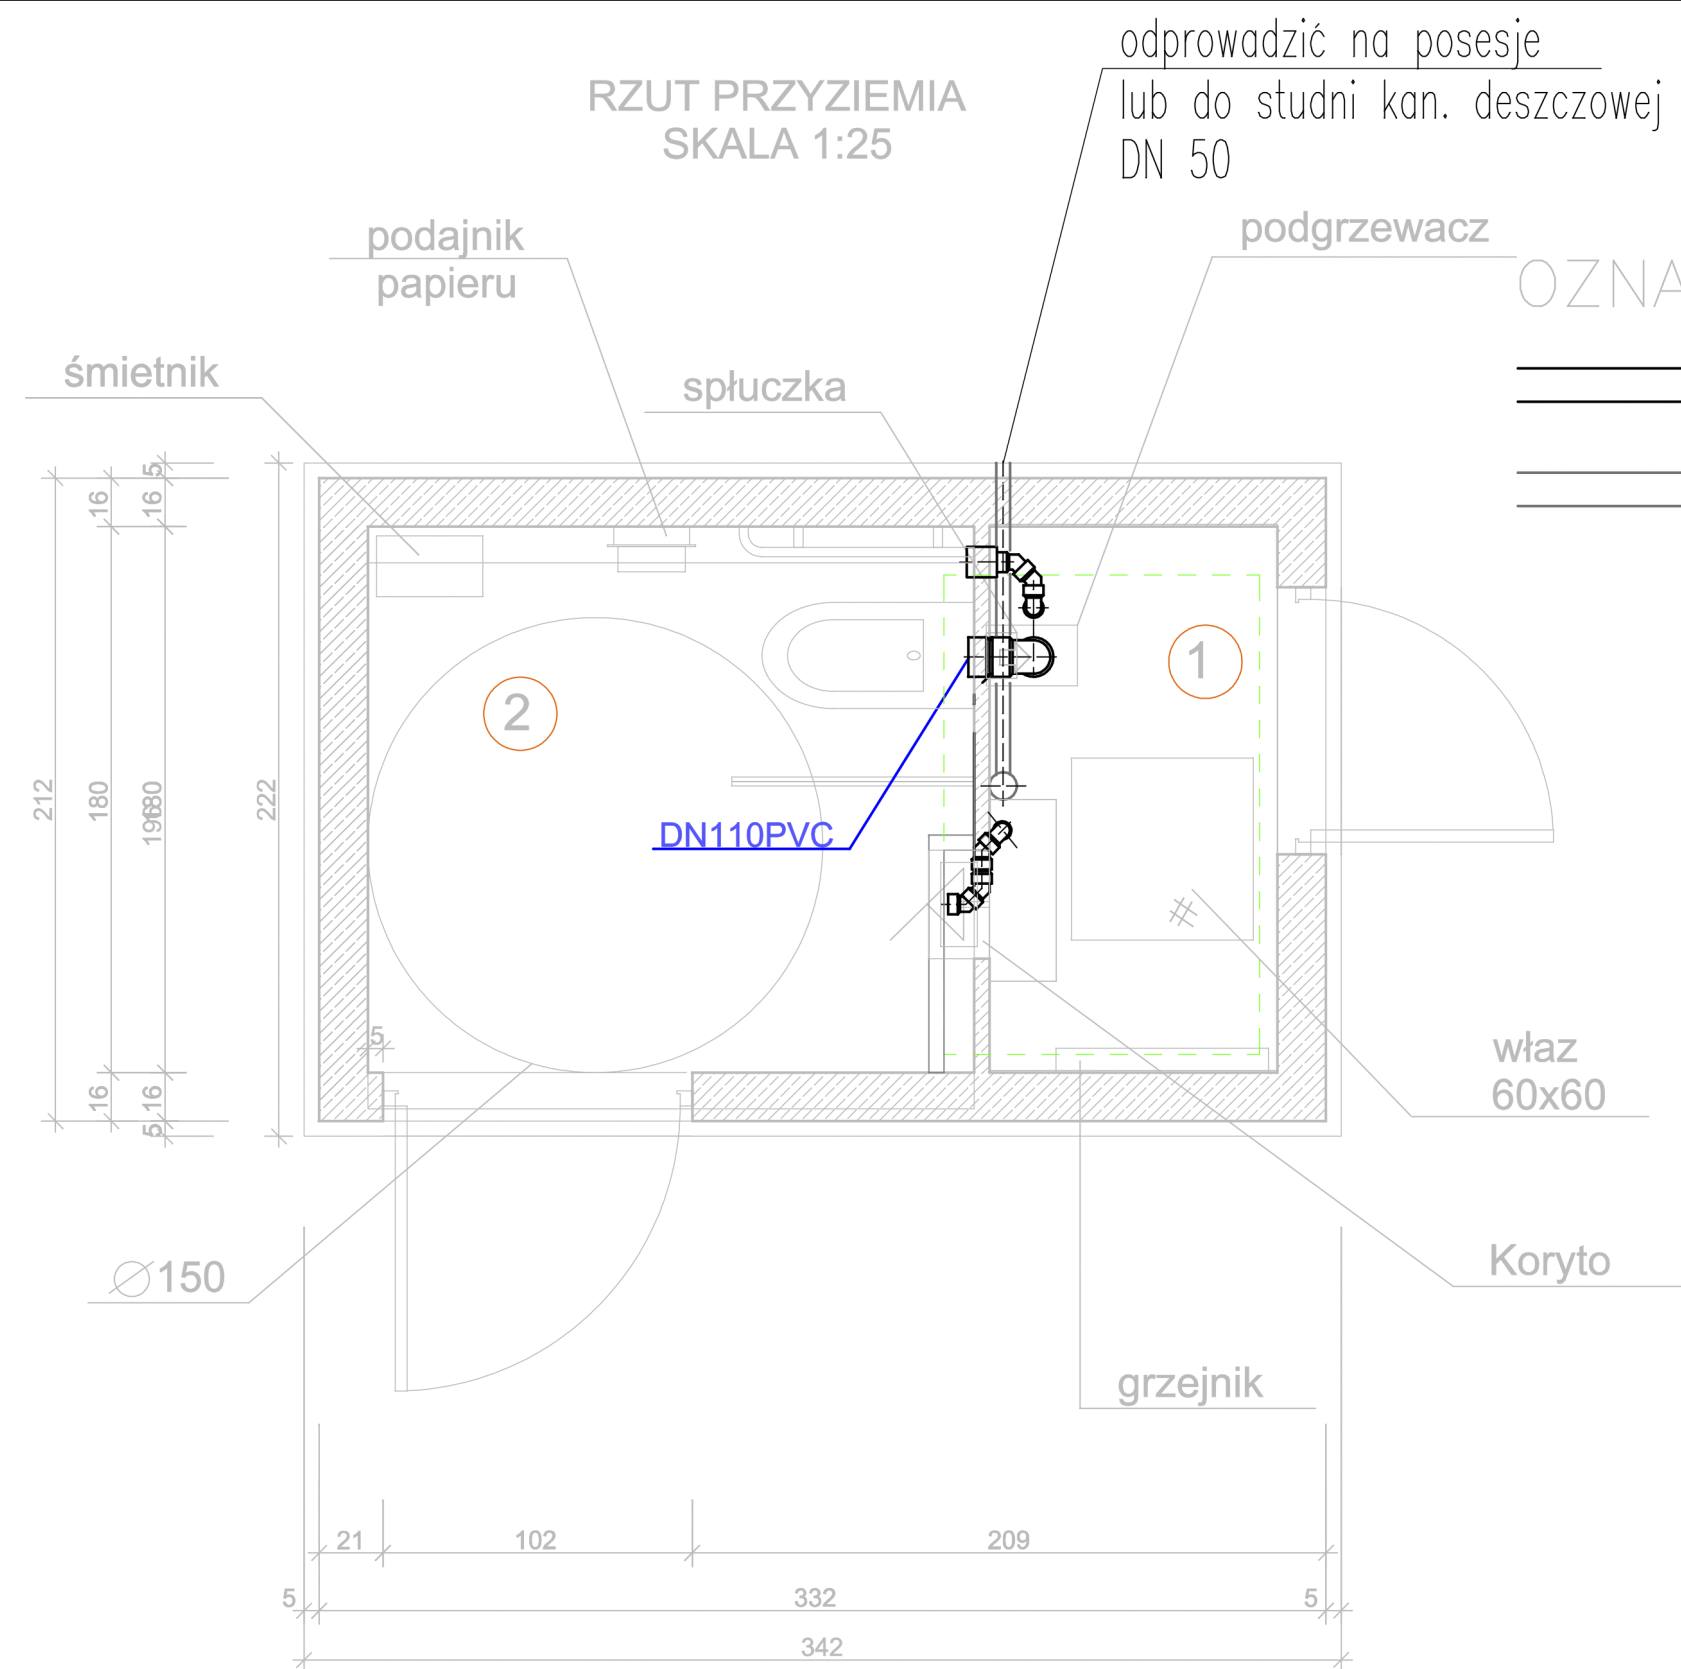 odprowadzić na posesje
lub do studni kan. deszczowej
DN 50
RZUT PRZYZIEMIA
SKALA 1:25
podajnik
papieru
podgrzewacz
OZNA
śmietnik
spłuczka
5
16
16
212
180
180
222
16
16
5
5
1
2
DN110PVC
właz
60x60
Koryto
Ø150
grzejnik
21
102
209
5
332
5
342